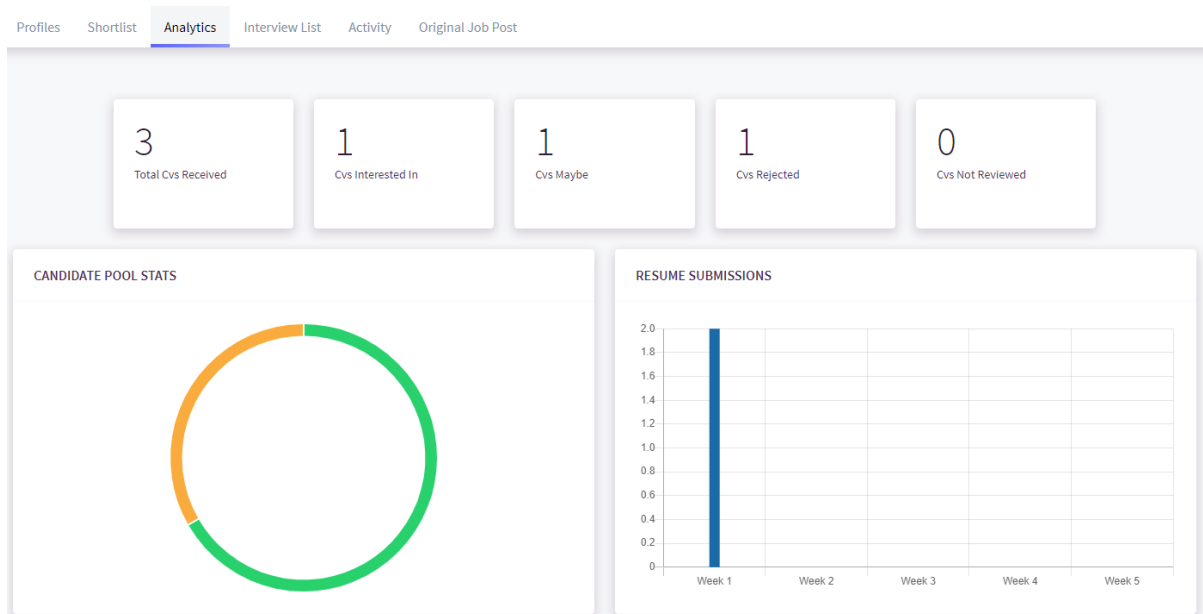 Profiles Shortlist Analytics Interview List Activity Original Job Post
3 1 1 1 0
Total Cvs Received Cvs Interested In Cvs Maybe Cvs Rejected Cvs Not Reviewed
CANDIDATE POOL STATS
RESUME SUBMISSIONS
2.0
1.8
1.6
1.4
1.2
1.0
0.8
0.6
0.4
0.2
0
Week 1 Week 2 Week 3 Week 4 Week 5